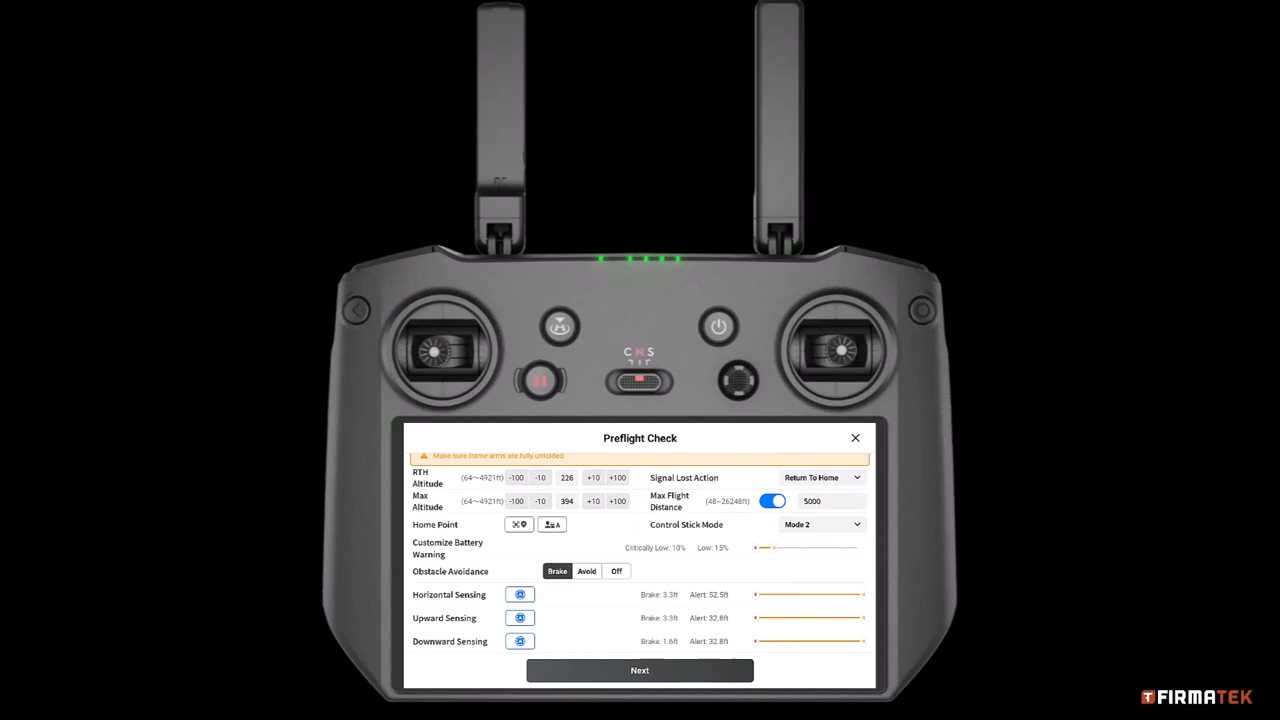 C N S
Preflight Check
Make sure frame arms are fully unfolded
RTH Altitude (64～4921ft) -100 -10 226 +10 +100 Signal Lost Action Return To Home
Max Altitude (64～4921ft) -100 -10 394 +10 +100 Max Flight Distance (48~26248ft) 5000
Home Point A Control Stick Mode Mode 2
Customize Battery Warning Critically Low: 10% Low: 15%
Obstacle Avoidance Brake Avoid Off
Horizontal Sensing Brake: 3.3ft Alert: 52.5ft
Upward Sensing Brake: 3.3ft Alert: 32.8ft
Downward Sensing Brake: 1.6ft Alert: 32.8ft
Next
FIRMATEK